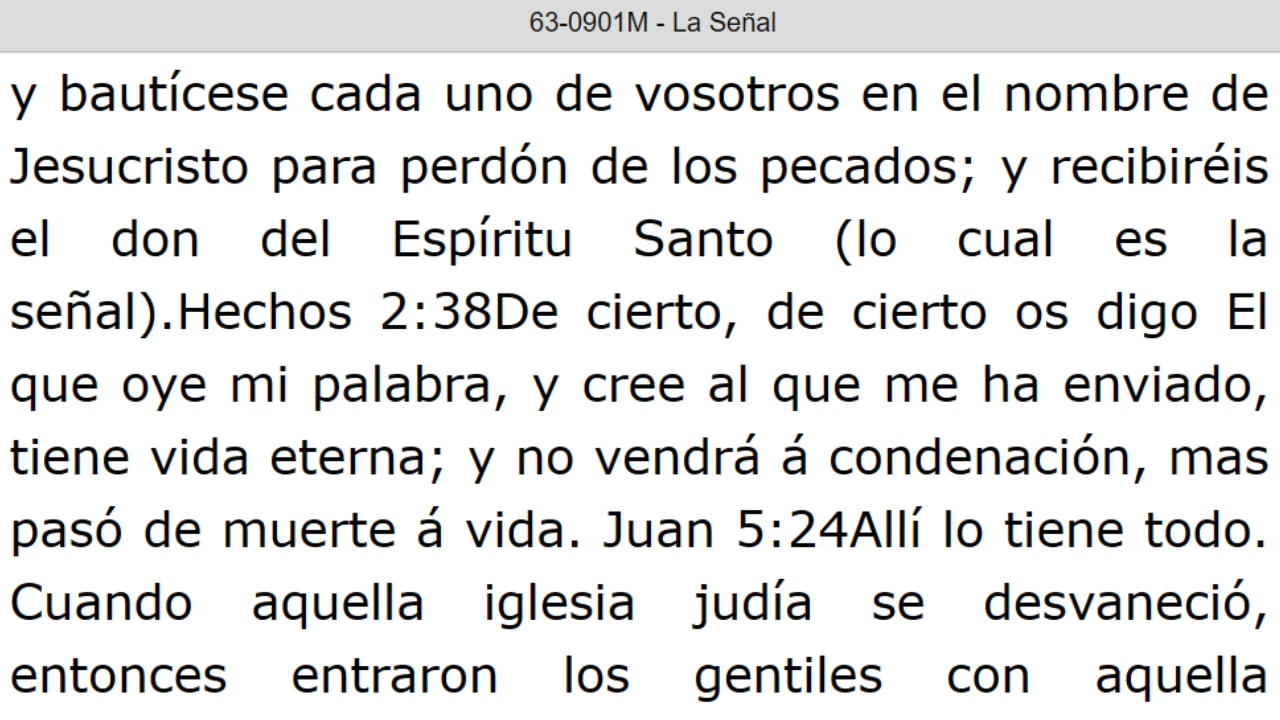 63-0901M - La Señal
y bautícese cada uno de vosotros en el nombre de
Jesucristo para perdón de los pecados; y recibiréis
el don del Espíritu Santo (lo cual es la
señal).Hechos 2:38De cierto, de cierto os digo El
que oye mi palabra, y cree al que me ha enviado,
tiene vida eterna; y no vendrá á condenación, mas
pasó de muerte á vida. Juan 5:24Allí lo tiene todo.
Cuando aquella iglesia judía se desvaneció,
entonces entraron los gentiles con aquella